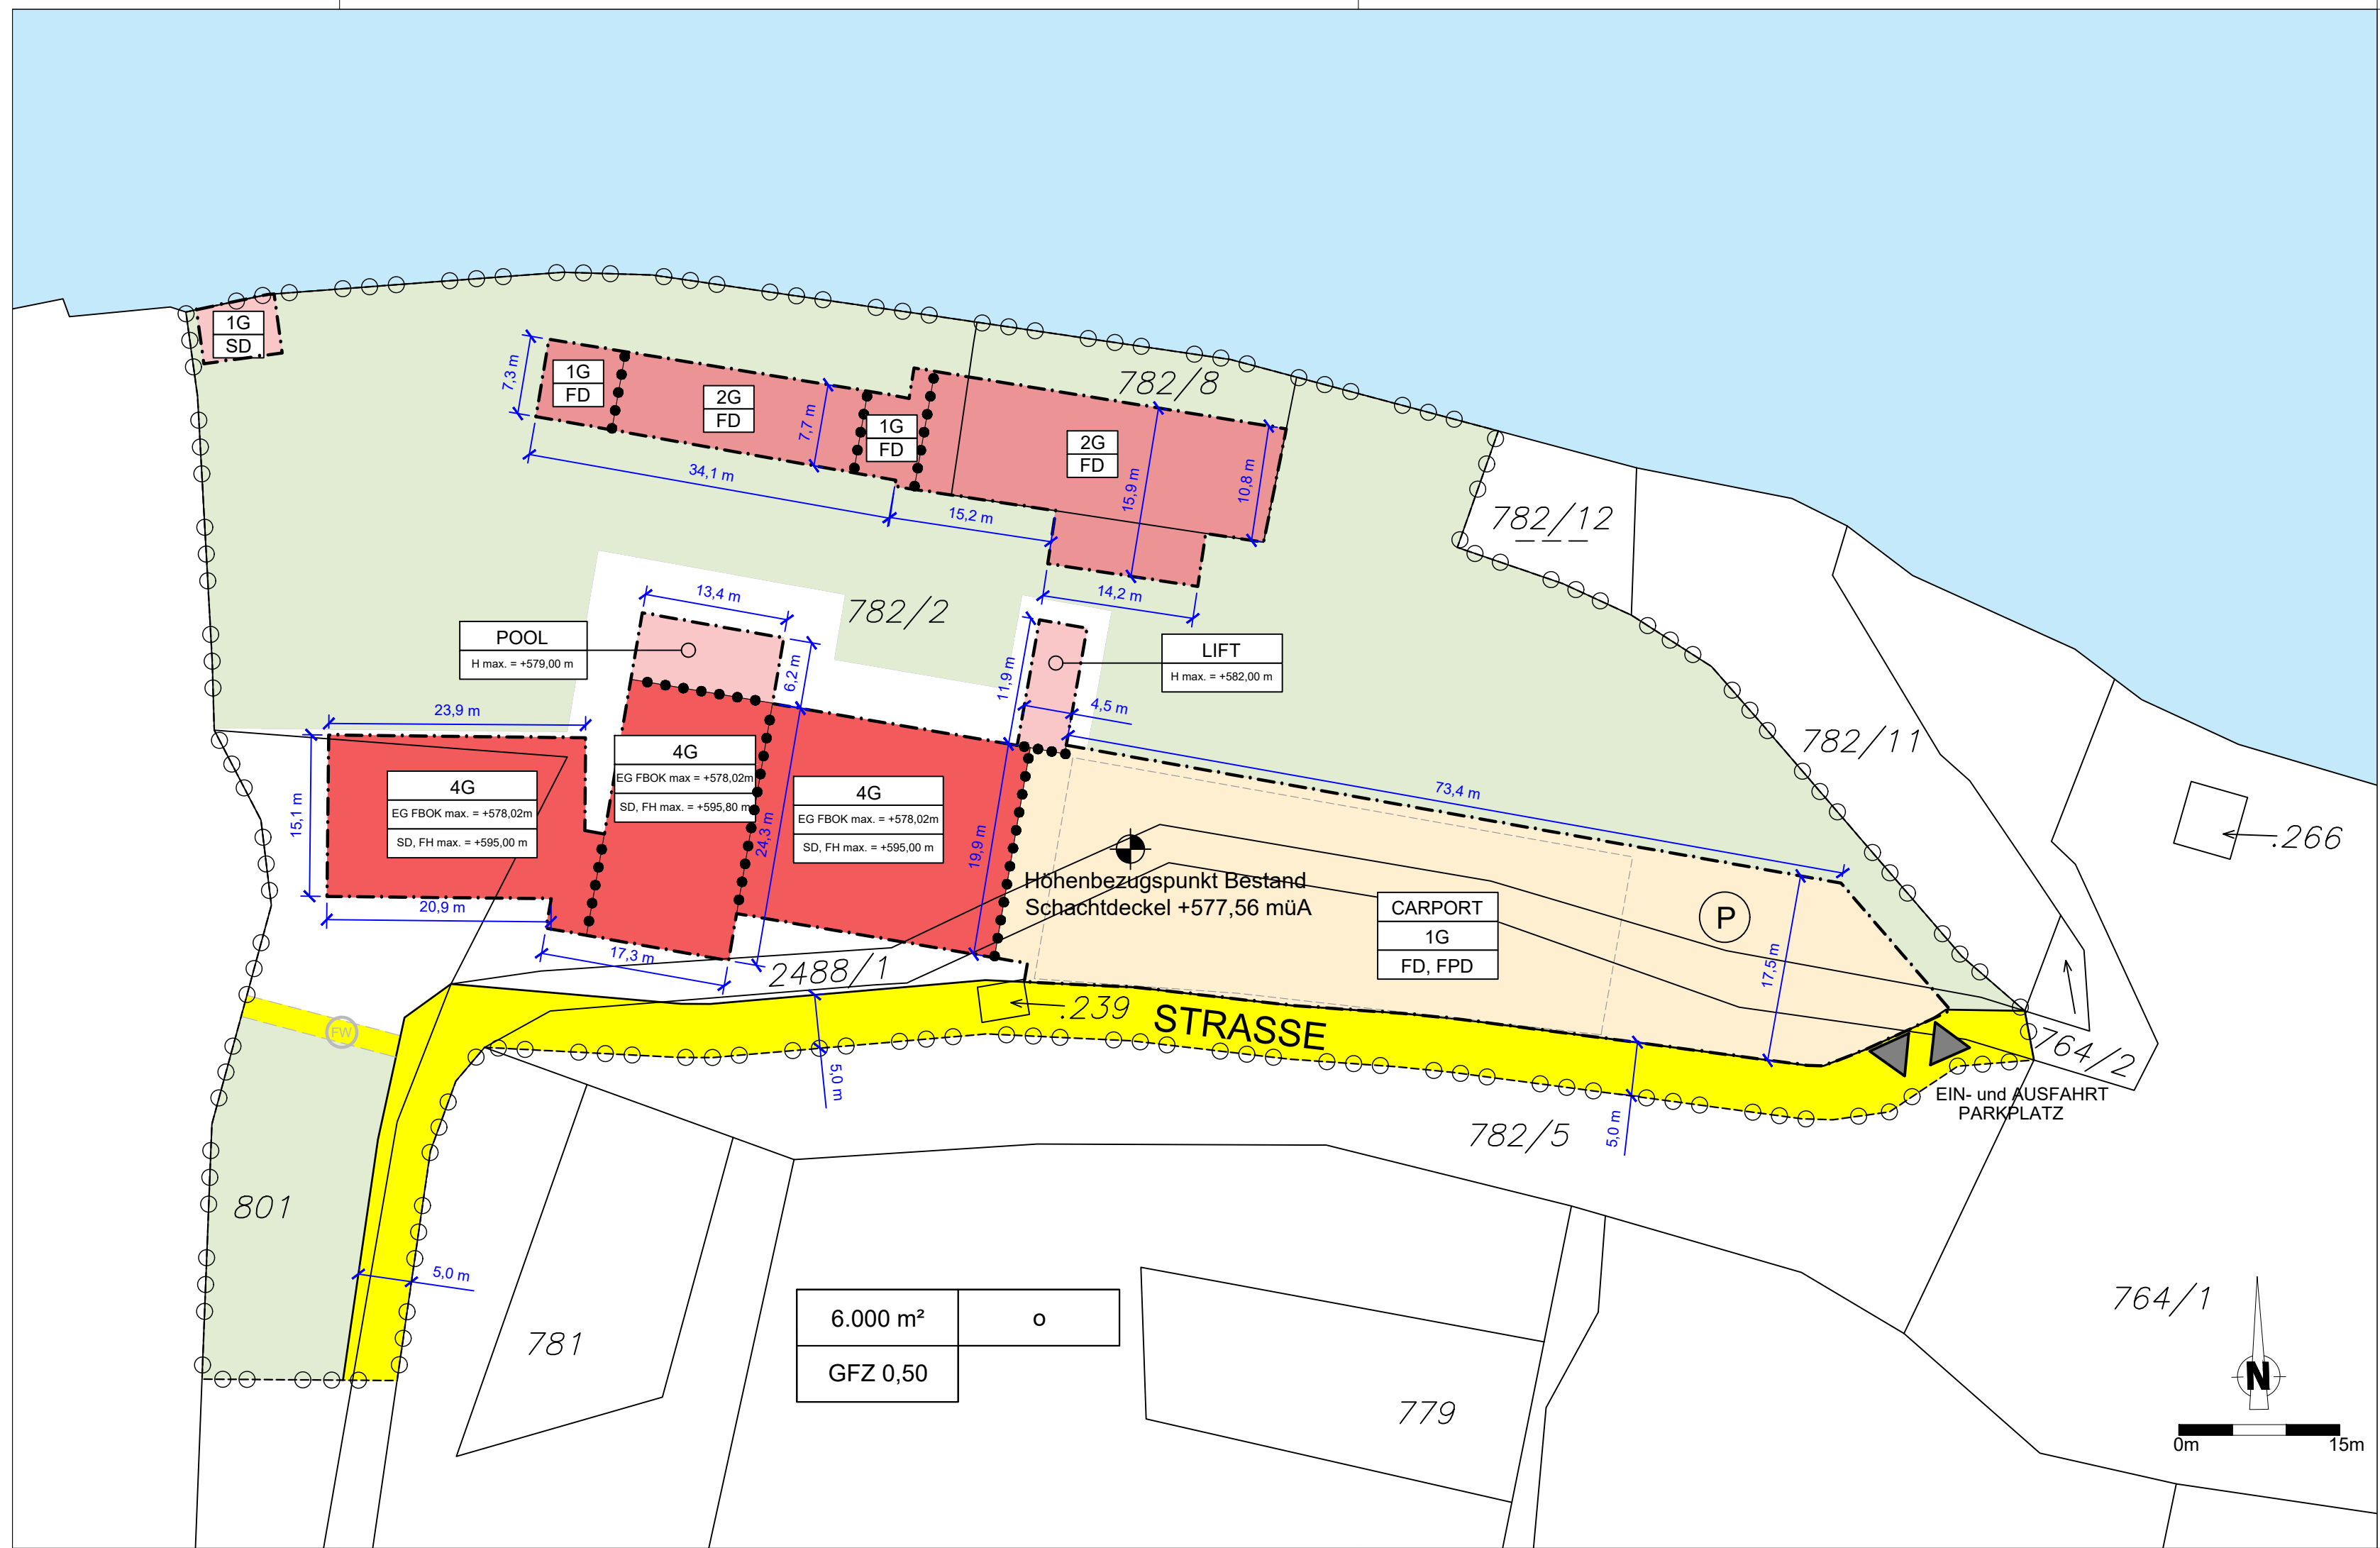 1G
SD
7,3 m
1G
FD
2G
FD
7,7 m
1G
FD
782/8
2G
FD
15,9 m
10,8 m
34,1 m
15,2 m
14,2 m
782/12
13,4 m
782/2
POOL
H max. = +579,00 m
6,2 m
11,9 m
LIFT
H max. = +582,00 m
4,5 m
23,9 m
15,1 m
4G
EG FBOK max. = +578,02m
SD, FH max. = +595,00 m
4G
EG FBOK max = +578,02m
SD, FH max. = +595,80 m
24,3 m
4G
EG FBOK max. = +578,02m
SD, FH max. = +595,00 m
19,9 m
73,4 m
782/11
.266
Höhenbezugspunkt Bestand
Schachtdeckel +577,56 müA
CARPORT
1G
FD, FPD
P
17,5 m
20,9 m
17,3 m
2488/1
.239
STRASSE
FW
5,0 m
5,0 m
764/2
EIN- und AUSFAHRT
PARKPLATZ
782/5
801
5,0 m
781
6.000 m²
o
GFZ 0,50
779
764/1
N
0m
15m